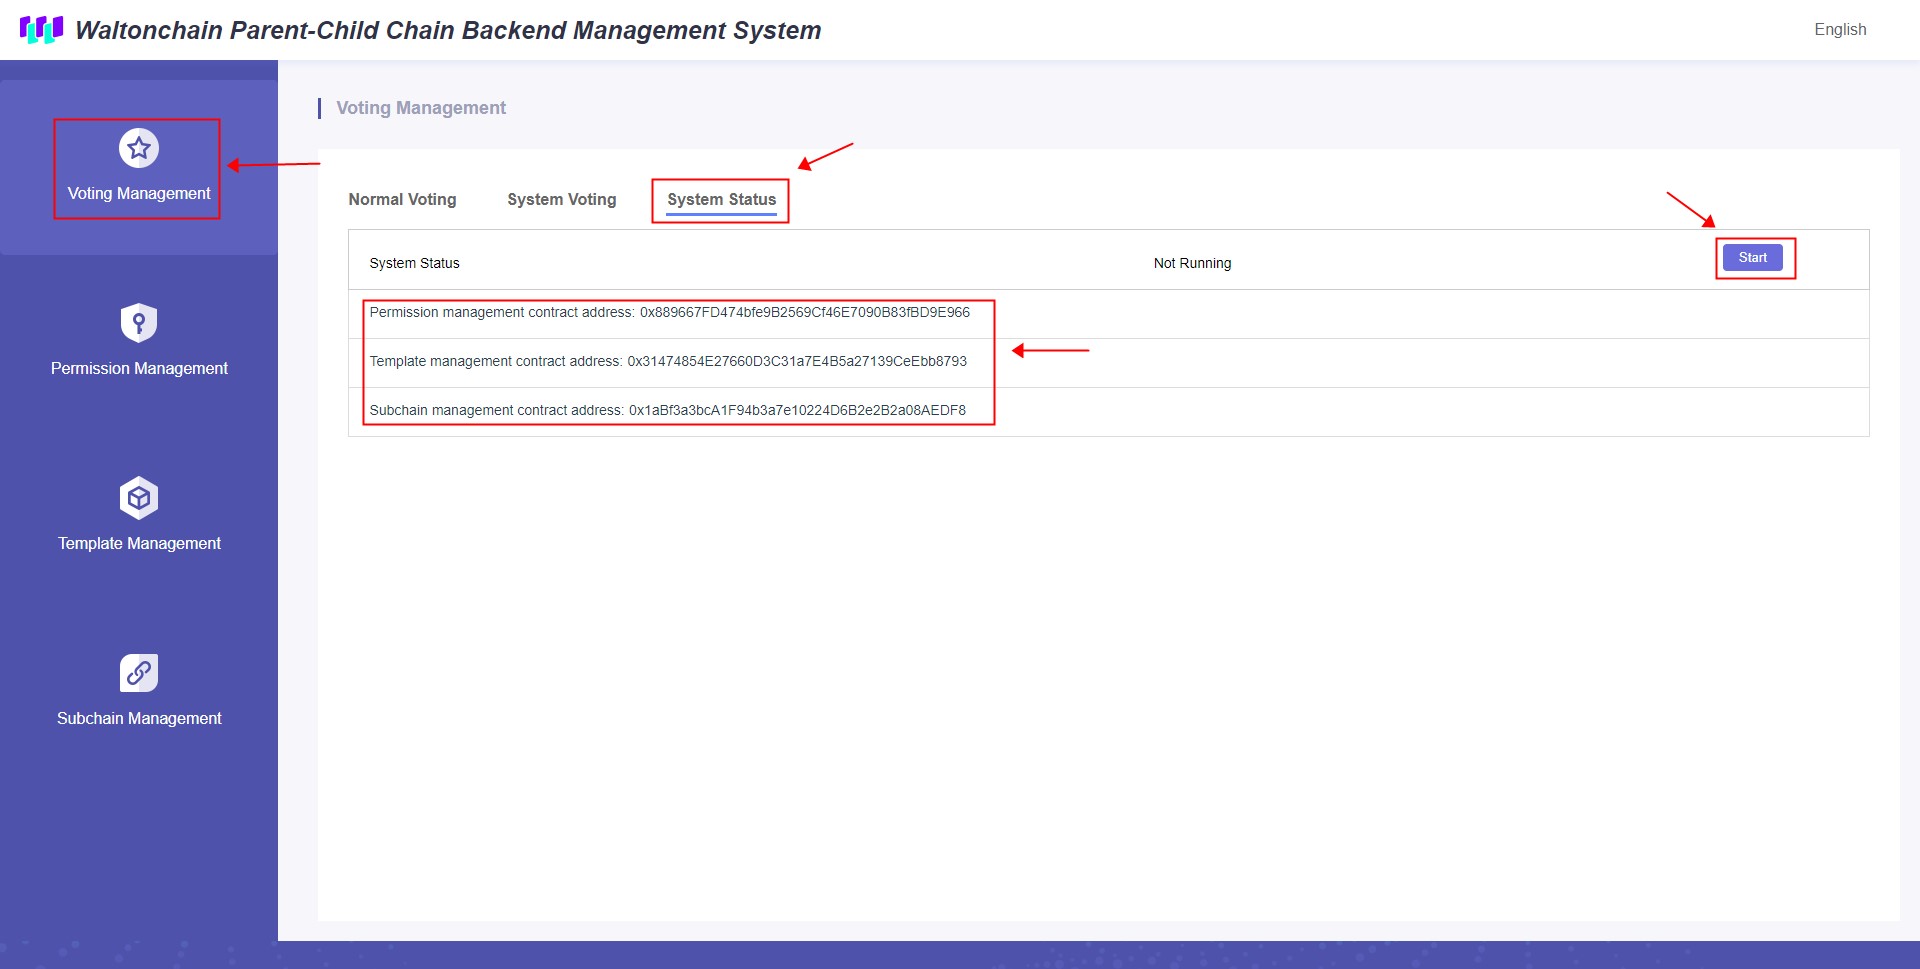 Waltonchain Parent-Child Chain Backend Management System
English
Voting Management
Permission Management
Template Management
Subchain Management
Voting Management
Normal Voting System Voting System Status
System Status Not Running Start
Permission management contract address: 0x889667FD474bfe9B2569Cf46E7090B83fBD9E966
Template management contract address: 0x31474854E27660D3C31a7E4B5a27139CeEbb8793
Subchain management contract address: 0x1aBf3a3bcA1F94b3a7e10224D6B2e2B2a08AEDF8